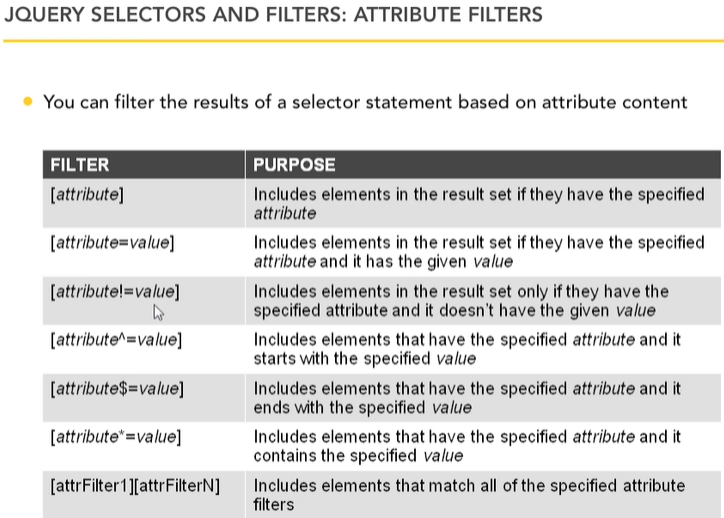 JQUERY SELECTORS AND FILTERS: ATTRIBUTE FILTERS
You can filter the results of a selector statement based on attribute content
FILTER PURPOSE
[attribute] Includes elements in the result set if they have the specified
attribute
[attribute=value] Includes elements in the result set if they have the specified
attribute and it has the given value
[attribute!=value] Includes elements in the result set only if they have the
specified attribute and it doesn't have the given value
[attribute^=value] Includes elements that have the specified attribute and it
starts with the specified value
[attribute$=value] Includes elements that have the specified attribute and it
ends with the specified value
[attribute*=value] Includes elements that have the specified attribute and it
contains the specified value
[attrFilter1][attrFilterN] Includes elements that match all of the specified attribute
filters